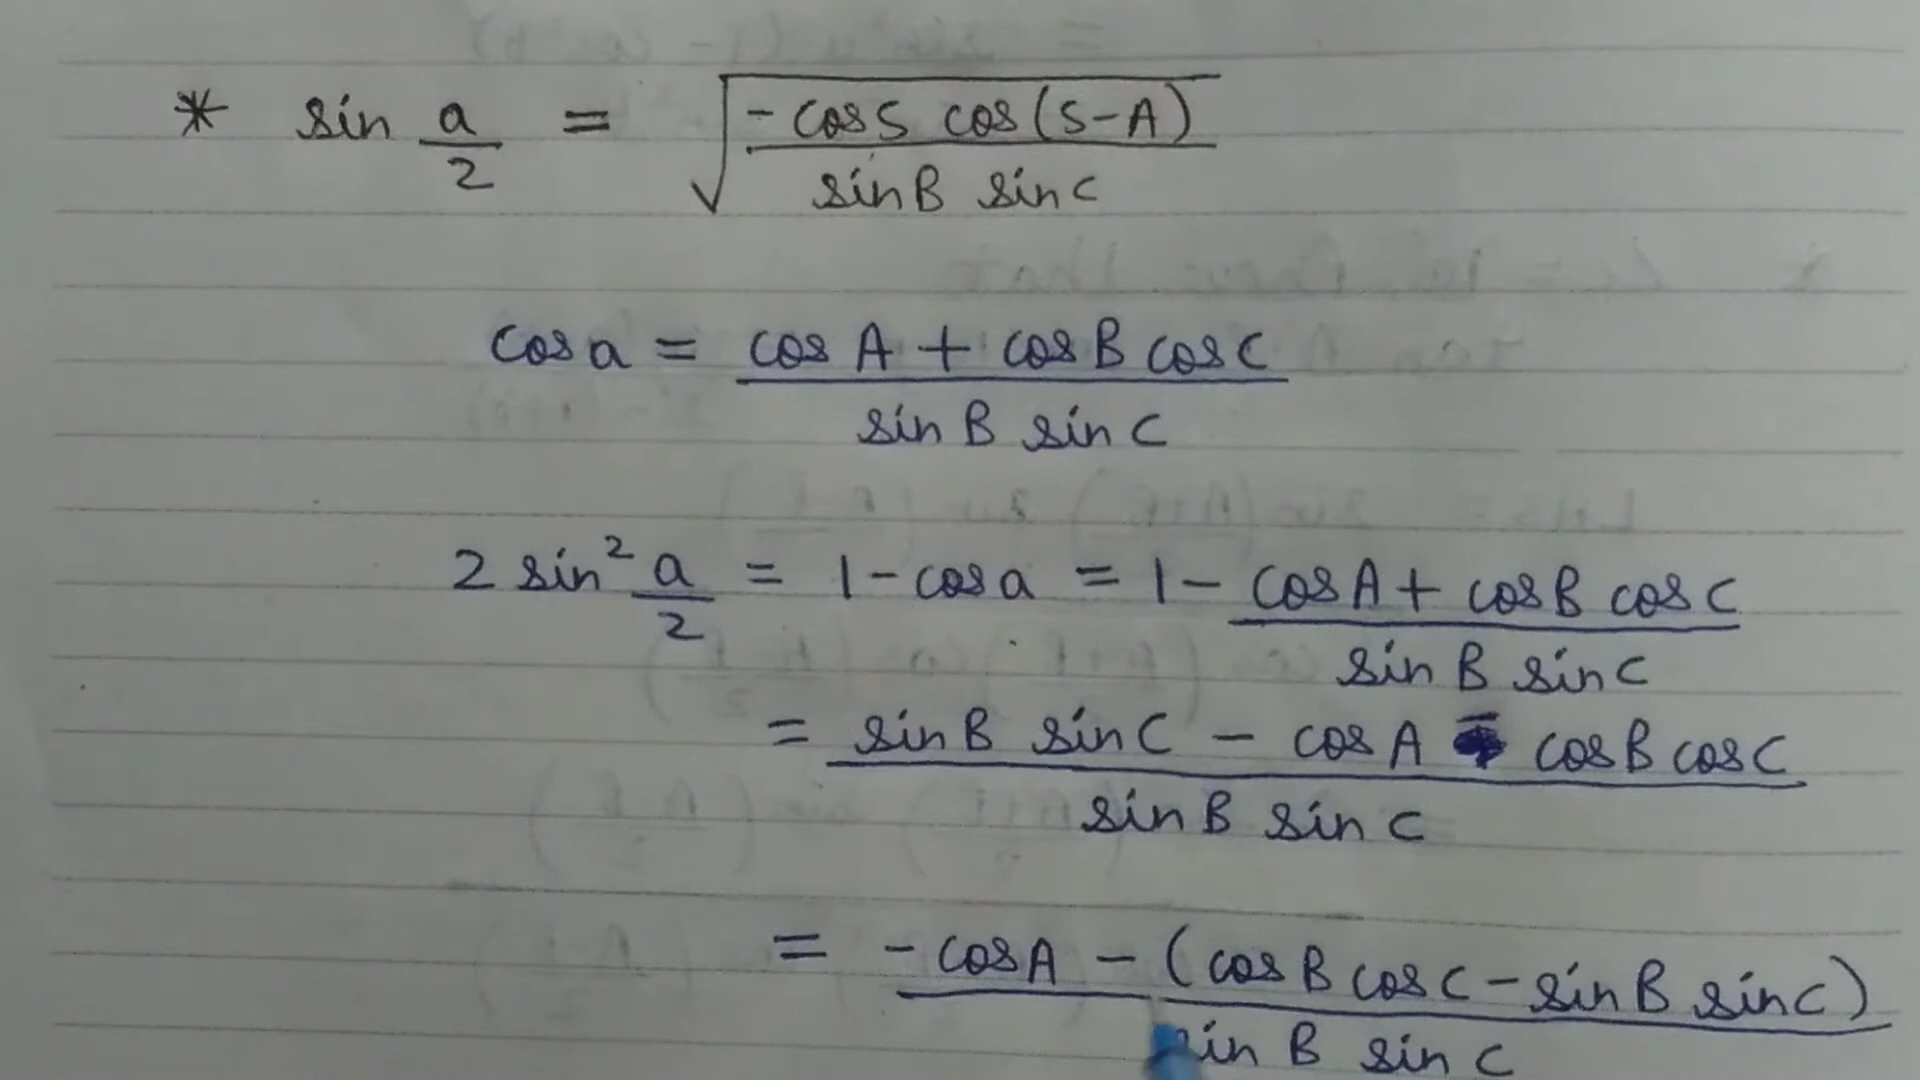 * sin a/2 = √(-cos S cos(S-A) / sin B sin C)
cos a = cos A + cos B cos C / sin B sin C
2 sin² a/2 = 1 - cos a = 1 - cos A + cos B cos C / sin B sin C
= sin B sin C - cos A - cos B cos C / sin B sin C
= -cos A - (cos B cos C - sin B sin C) / sin B sin C